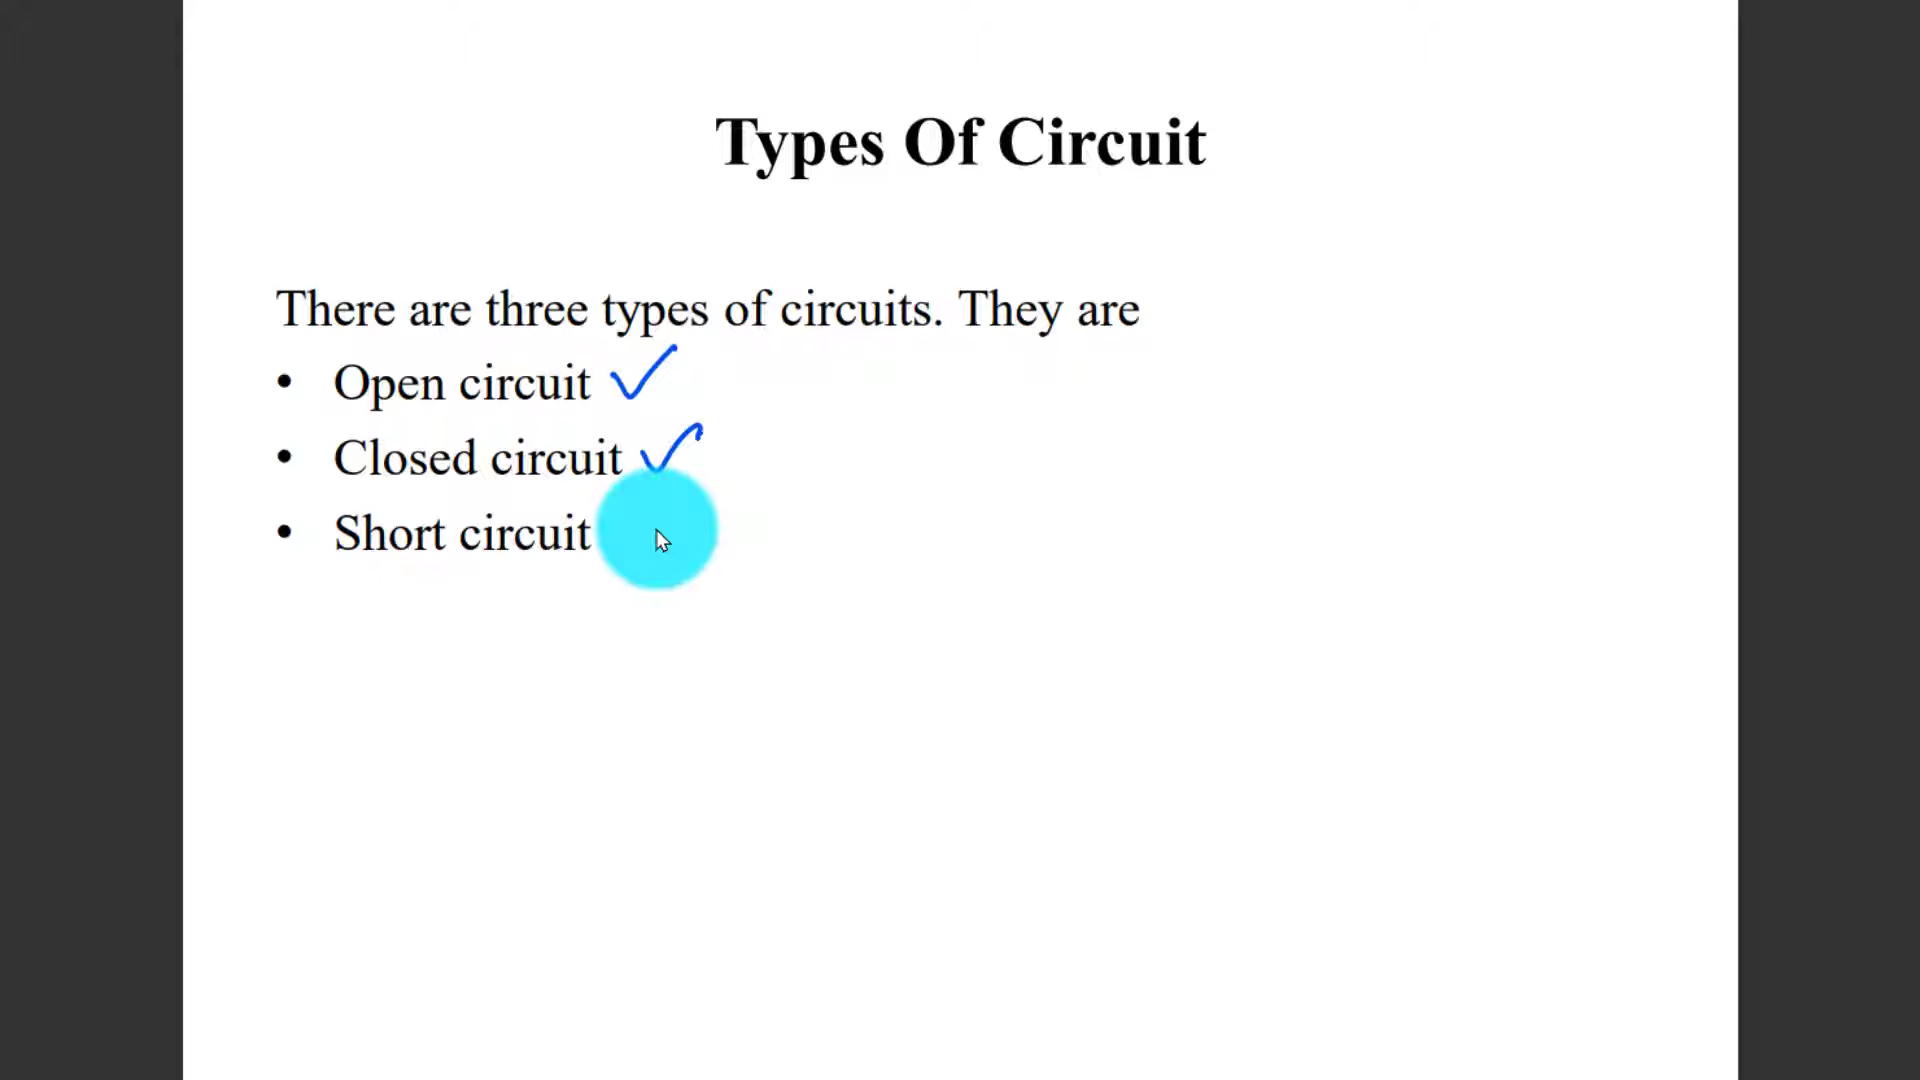 Types Of Circuit
There are three types of circuits. They are
• Open circuit ✓
• Closed circuit ✓
• Short circuit